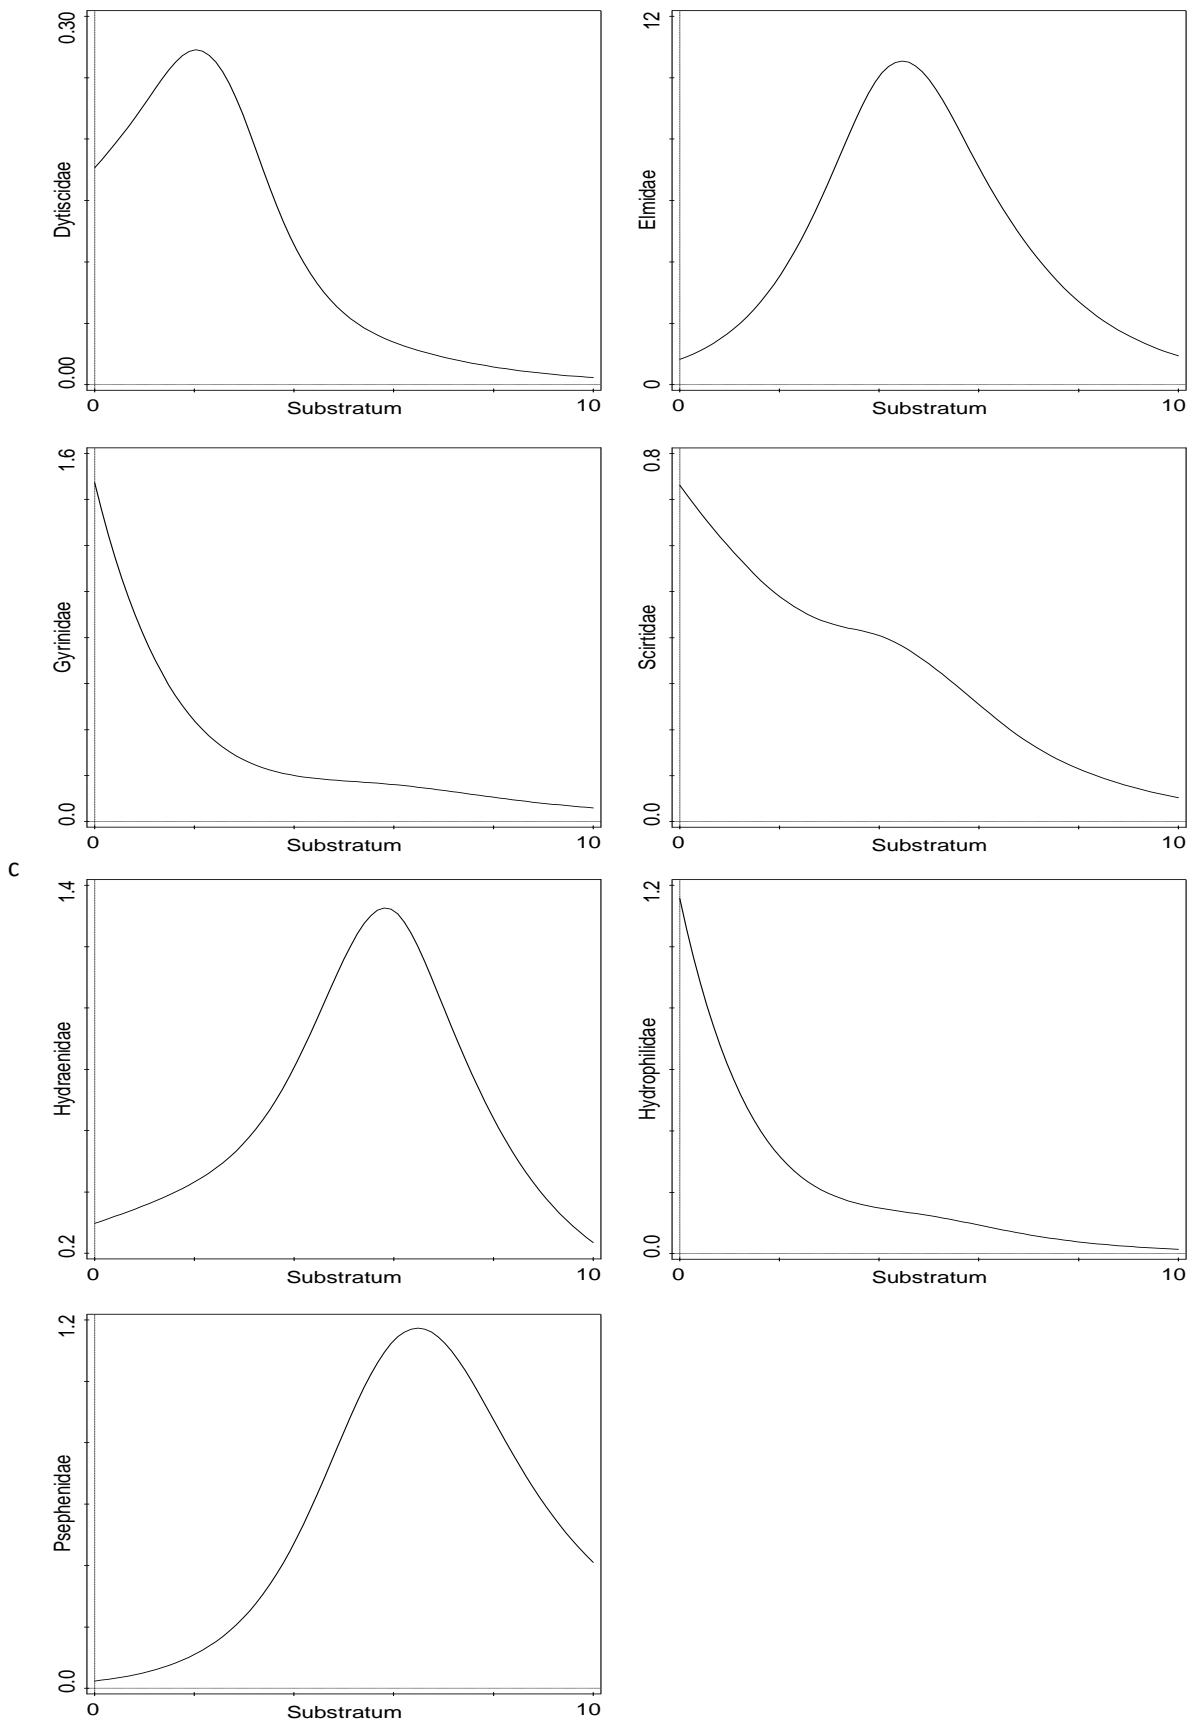 0.30
Dytiscidae
0.00
0 Substratum 10
12
Elmidae
0
0 Substratum 10
1.6
Gyrinidae
0.0
0 Substratum 10
0.8
Scirtidae
0.0
0 Substratum 10
c
1.4
Hydraenidae
0.2
0 Substratum 10
1.2
Hydrophilidae
0.0
0 Substratum 10
1.2
Psephenidae
0.0
0 Substratum 10